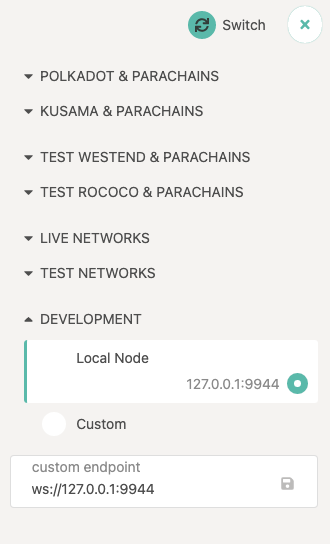 Switch
POLKADOT & PARACHAINS
KUSAMA & PARACHAINS
TEST WESTEND & PARACHAINS
TEST ROCOCO & PARACHAINS
LIVE NETWORKS
TEST NETWORKS
DEVELOPMENT
Local Node
127.0.0.1:9944
Custom
custom endpoint
ws://127.0.0.1:9944